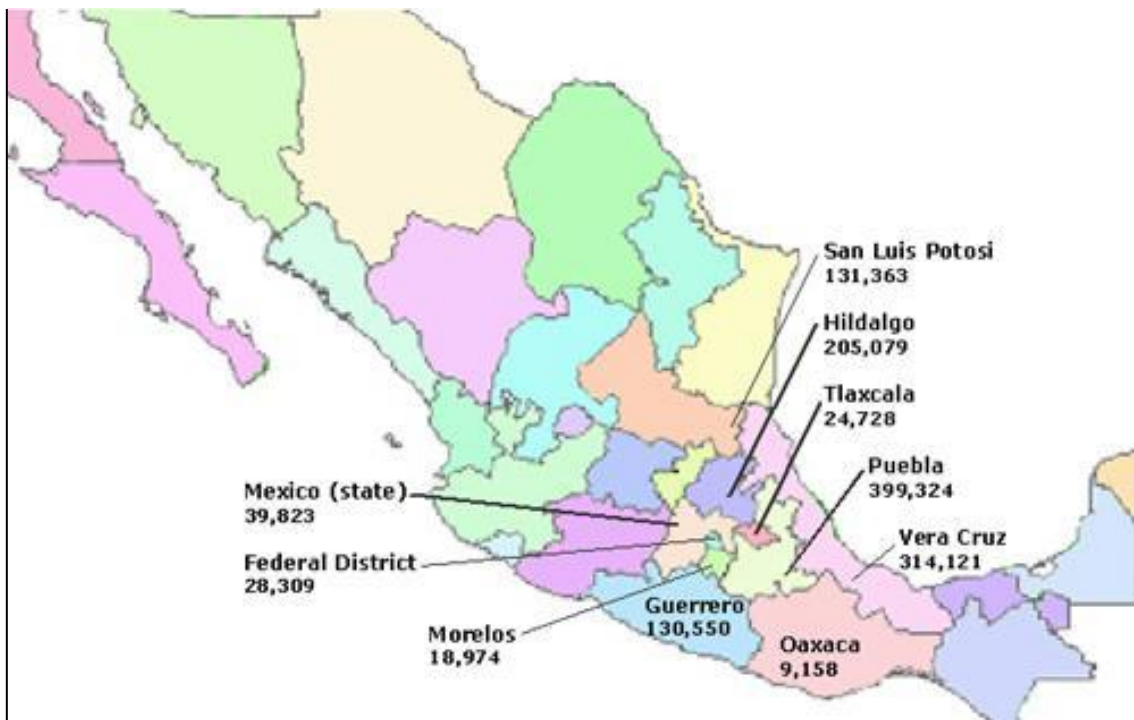 San Luis Potosi
131,363
Hildalgo
205,079
Tlaxcala
24,728
Puebla
399,324
Mexico (state)
39,823
Vera Cruz
314,121
Federal District
28,309
Guerrero
130,550
Morelos
18,974
Oaxaca
9,158